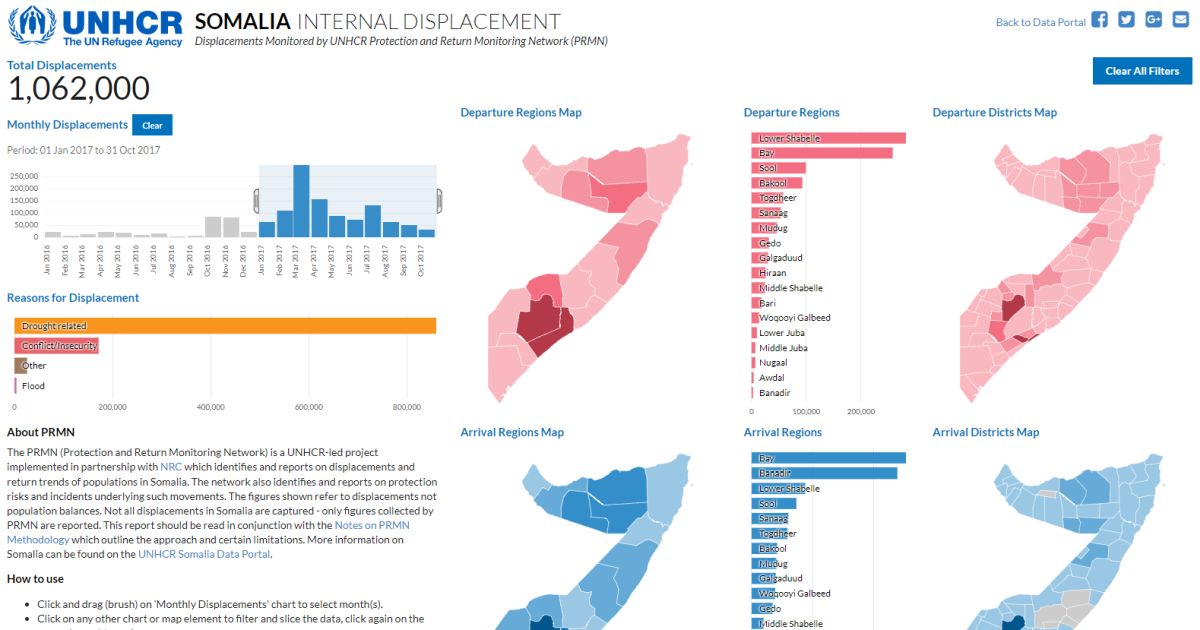 UNHCR
The UN Refugee Agency
SOMALIA INTERNAL DISPLACEMENT
Displacements Monitored by UNHCR Protection and Return Monitoring Network (PRMN)
Back to Data Portal
Total Displacements
1,062,000
Clear All Filters
Monthly Displacements
Clear
Period: 01 Jan 2017 to 31 Oct 2017
250,000
200,000
150,000
100,000
50,000
0
Jan 2016
Feb 2016
Mar 2016
Apr 2016
May 2016
Jun 2016
Jul 2016
Aug 2016
Sep 2016
Oct 2016
Nov 2016
Dec 2016
Jan 2017
Feb 2017
Mar 2017
Apr 2017
May 2017
Jun 2017
Jul 2017
Aug 2017
Sep 2017
Oct 2017
Reasons for Displacement
Drought related
Conflict/Insecurity
Other
Flood
0
200,000
400,000
600,000
800,000
About PRMN
The PRMN (Protection and Return Monitoring Network) is a UNHCR-led project
implemented in partnership with NRC which identifies and reports on displacements and
return trends of populations in Somalia. The network also identifies and reports on protection
risks and incidents underlying such movements. The figures shown refer to displacements not
population balances. Not all displacements in Somalia are captured - only figures collected by
PRMN are reported. This report should be read in conjunction with the Notes on PRMN
Methodology which outline the approach and certain limitations. More information on
Somalia can be found on the UNHCR Somalia Data Portal.
How to use
• Click and drag (brush) on 'Monthly Displacements' chart to select month(s).
• Click on any other chart or map element to filter and slice the data, click again on the
Departure Regions Map
Departure Regions
Lower Shabelle
Bay
Sool
Bakool
Togdheer
Sanaag
Mudug
Gedo
Galgaduud
Hiraan
Middle Shabelle
Bari
Woqooyi Galbeed
Lower Juba
Middle Juba
Nugaal
Awdal
Banadir
0
100,000
200,000
Departure Districts Map
Arrival Regions Map
Arrival Regions
Bay
Banadir
Lower Shabelle
Sool
Sanaag
Togdheer
Bakool
Mudug
Galgaduud
Woqooyi Galbeed
Gedo
Middle Shabelle
Arrival Districts Map